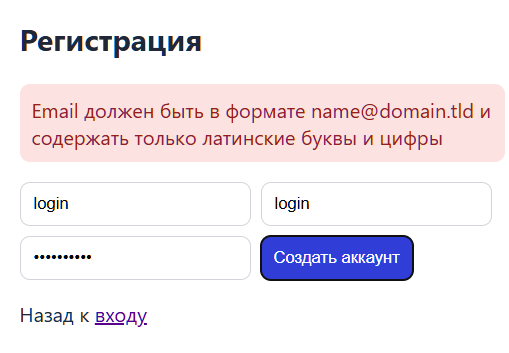 Регистрация
Email должен быть в формате name@domain.tld и
содержать только латинские буквы и цифры
login login
•••••••••• Создать аккаунт
Назад к входу